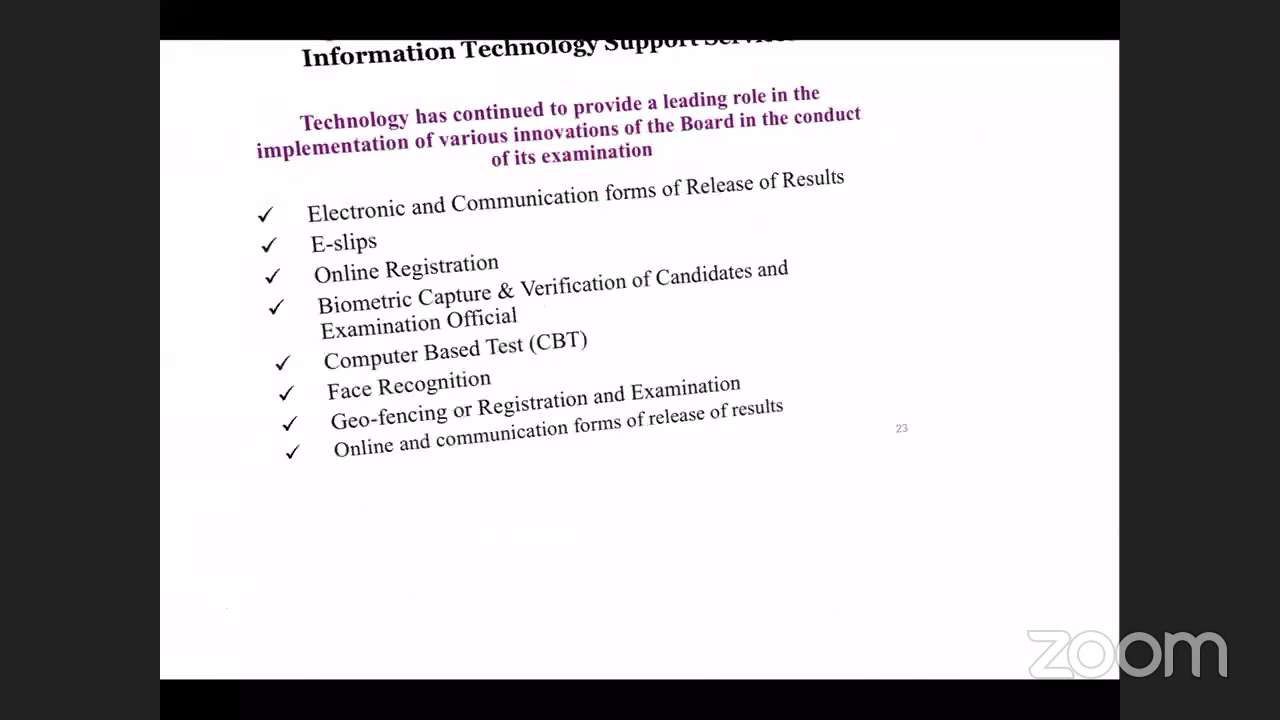 Information Technology Support Services
Technology has continued to provide a leading role in the
implementation of various innovations of the Board in the conduct
of its examination
✓ Electronic and Communication forms of Release of Results
✓ E-slips
✓ Online Registration
✓ Biometric Capture & Verification of Candidates and
Examination Official
✓ Computer Based Test (CBT)
✓ Face Recognition
✓ Geo-fencing or Registration and Examination
✓ Online and communication forms of release of results
23
zoom